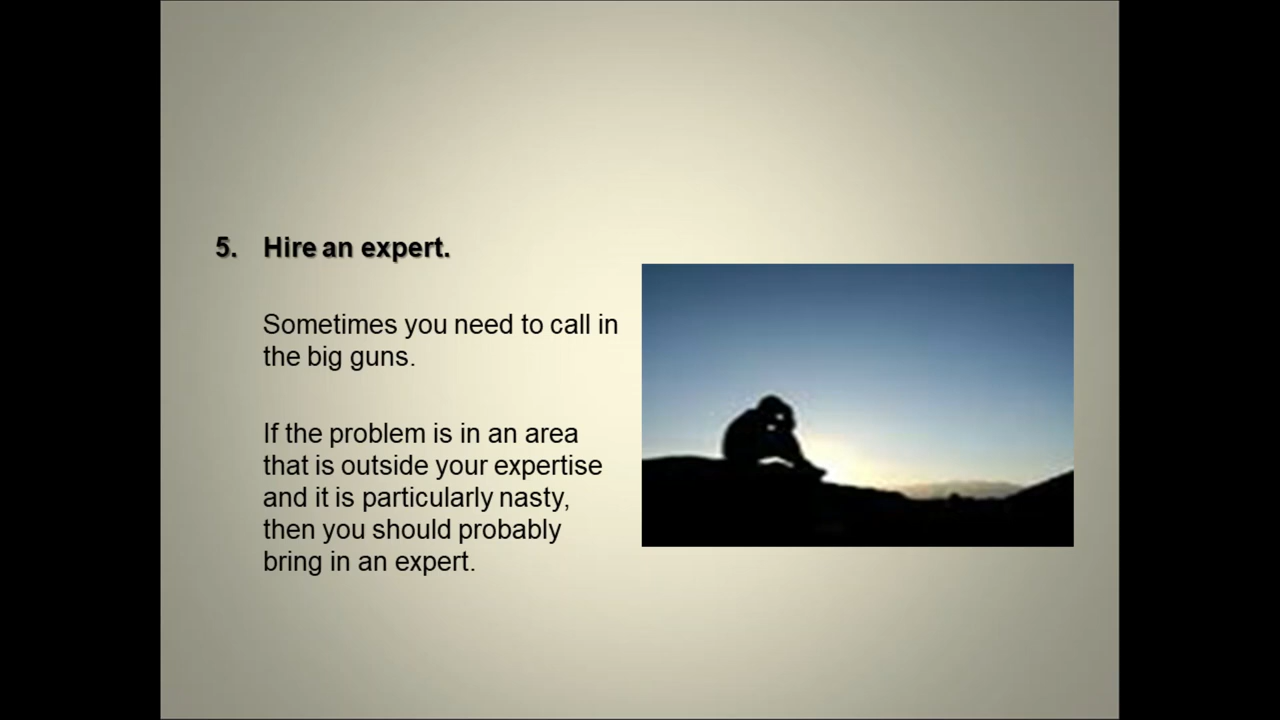 5. Hire an expert.
Sometimes you need to call in
the big guns.
If the problem is in an area
that is outside your expertise
and it is particularly nasty,
then you should probably
bring in an expert.